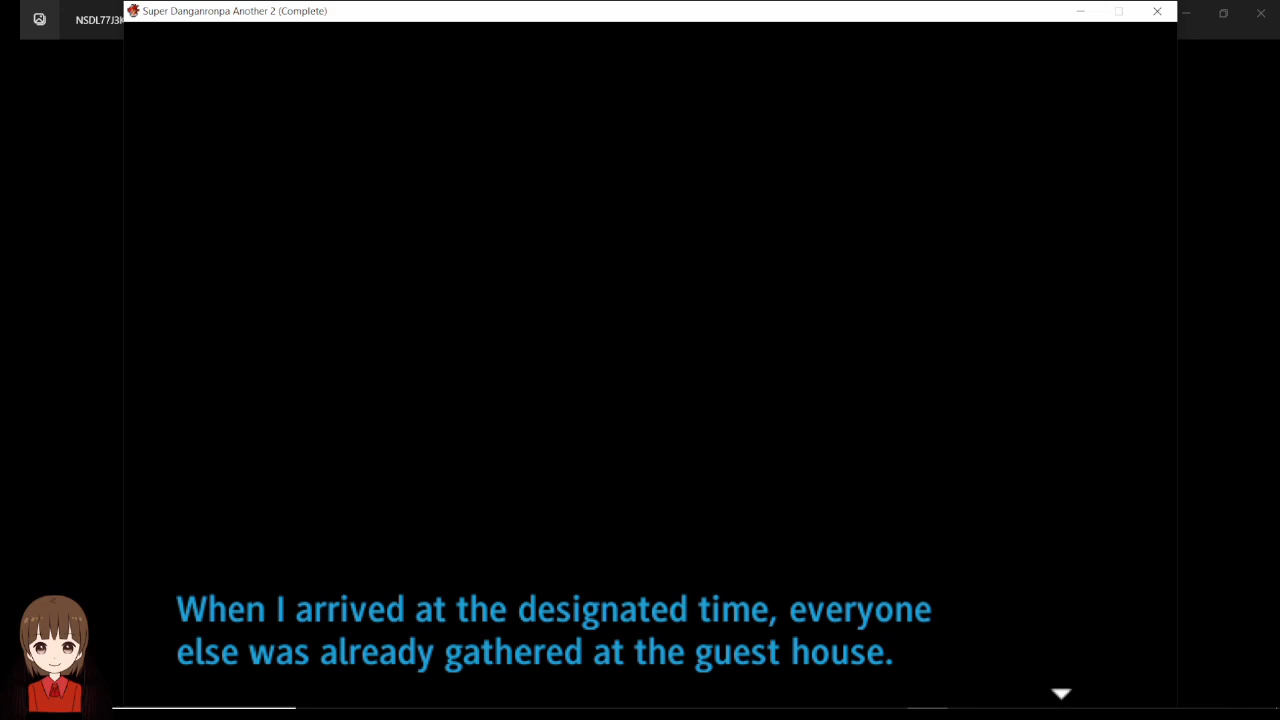 Super Danganronpa Another 2 (Complete)
When I arrived at the designated time, everyone
else was already gathered at the guest house.